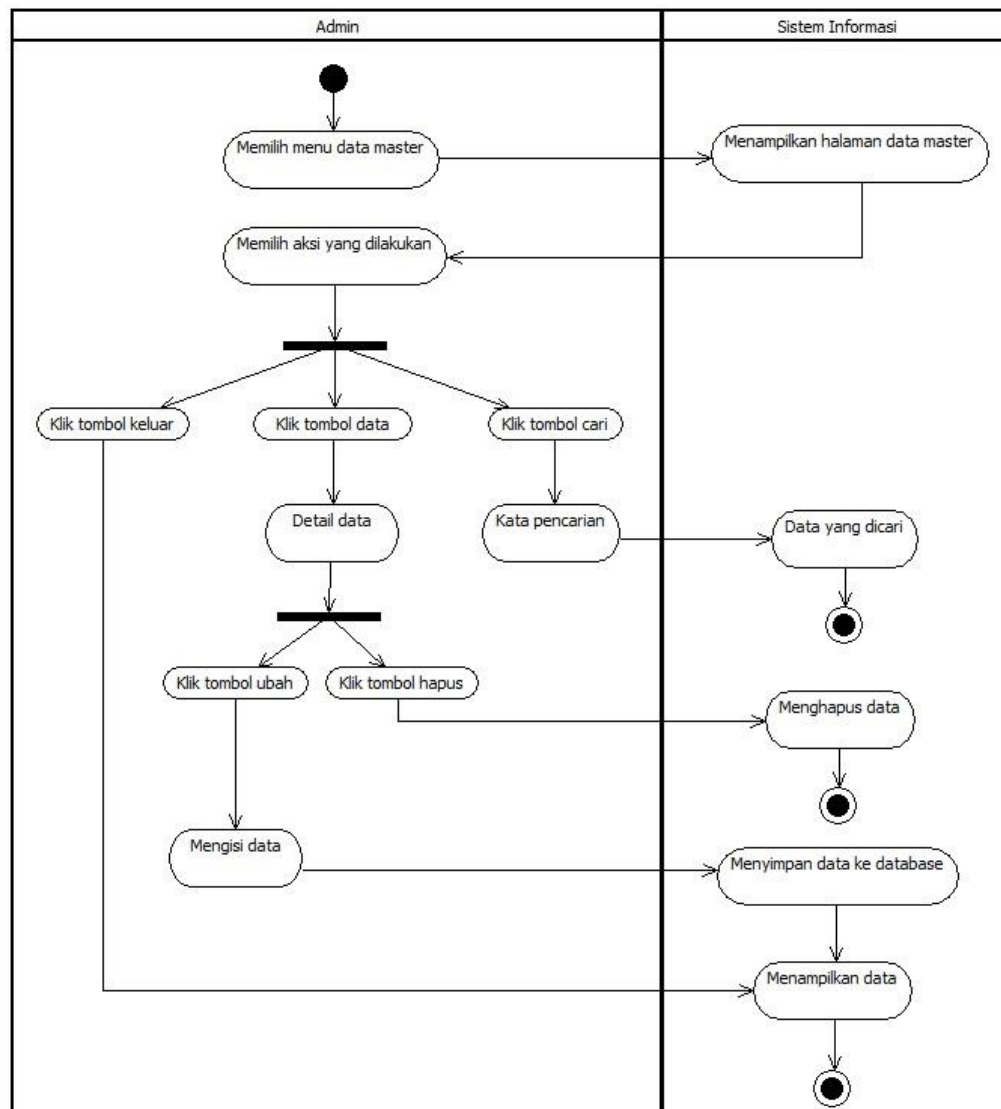 Admin
Sistem Informasi
Memilih menu data master
Menampilkan halaman data master
Memilih aksi yang dilakukan
Klik tombol keluar
Klik tombol data
Klik tombol cari
Detail data
Kata pencarian
Data yang dicari
Klik tombol ubah
Klik tombol hapus
Menghapus data
Mengisi data
Menyimpan data ke database
Menampilkan data